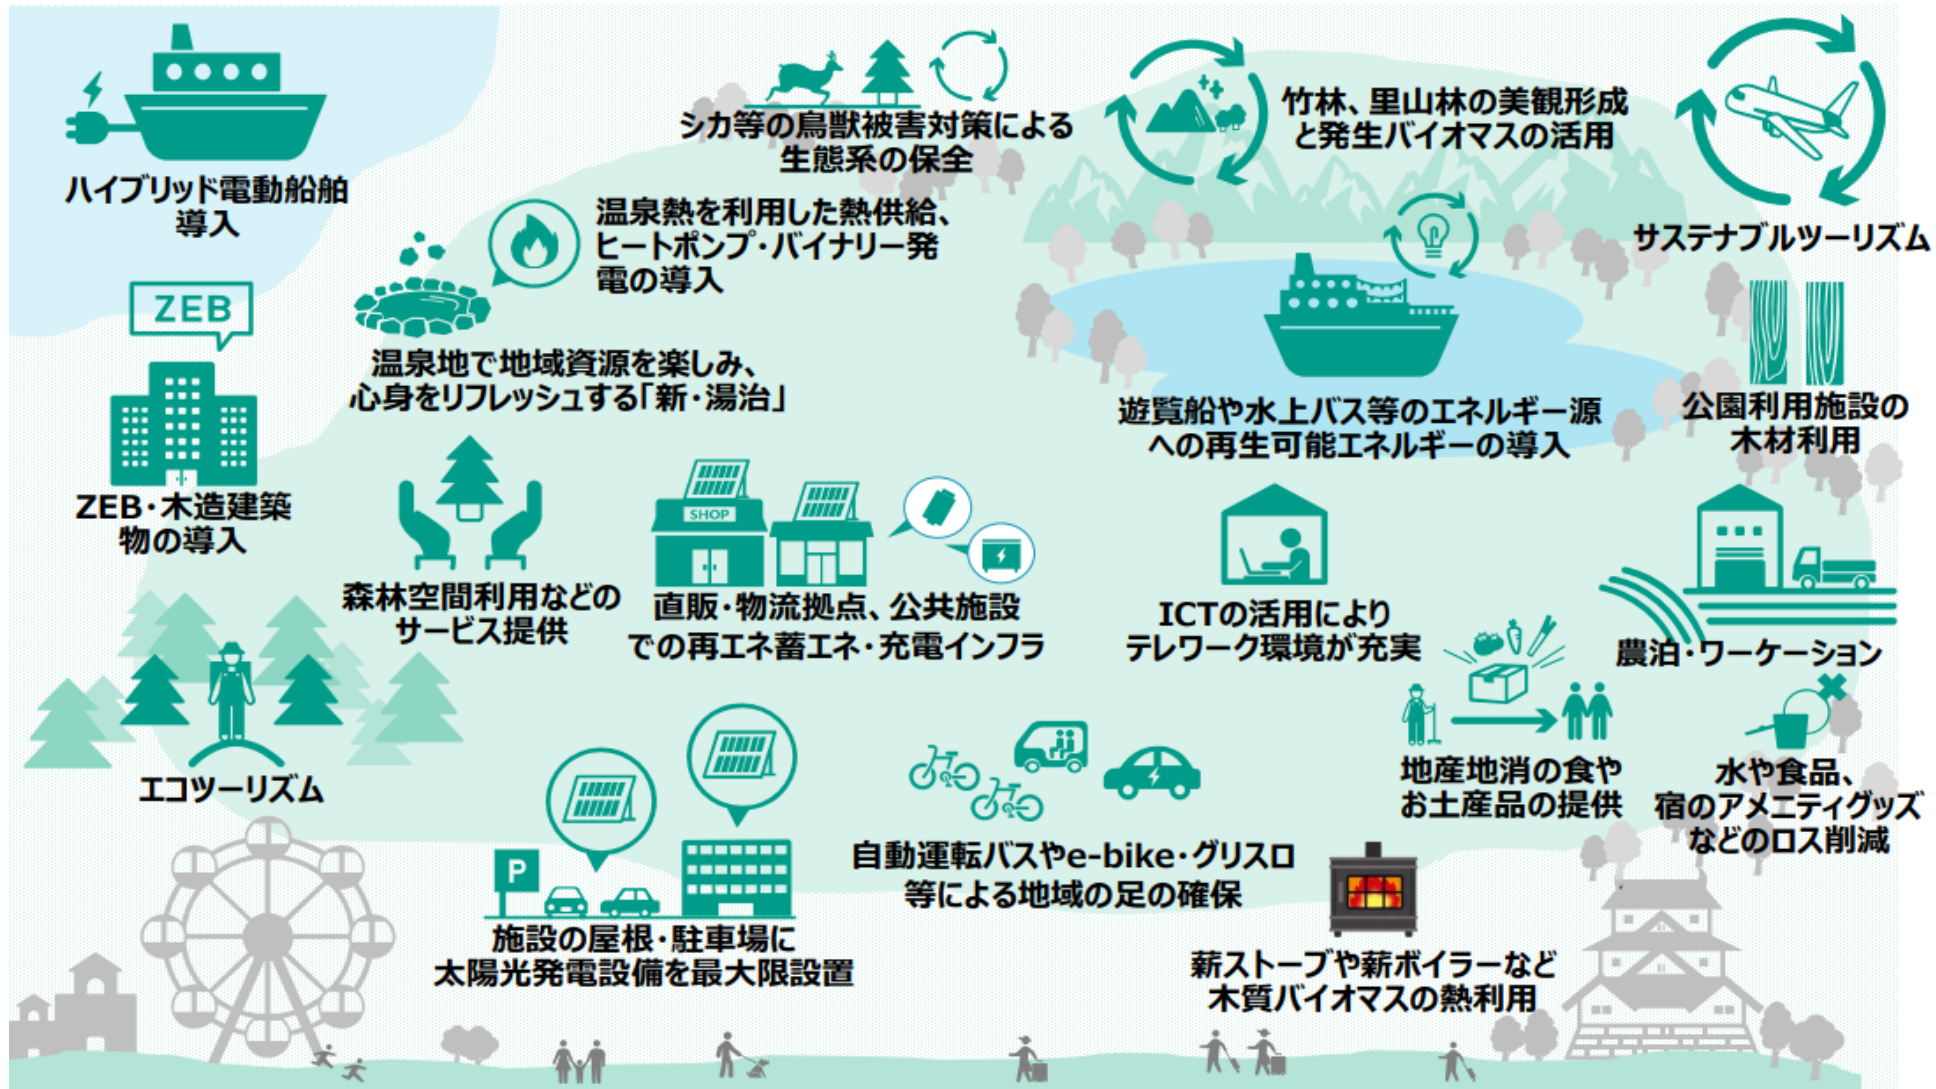 ハイブリッド電動船舶
導入
シカ等の鳥獣被害対策による
生態系の保全
竹林、里山林の美観形成
と発生バイオマスの活用
サステナブルツーリズム
温泉熱を利用した熱供給、
ヒートポンプ・バイナリー発
電の導入
ZEB
ZEB・木造建築
物の導入
温泉地で地域資源を楽しみ、
心身をリフレッシュする「新・湯治」
遊覧船や水上バス等のエネルギー源
への再生可能エネルギーの導入
公園利用施設の
木材利用
森林空間利用などの
サービス提供
SHOP
直販・物流拠点、公共施設
での再エネ蓄エネ・充電インフラ
ICTの活用により
テレワーク環境が充実
農泊・ワーケーション
エコツーリズム
P
施設の屋根・駐車場に
太陽光発電設備を最大限設置
自動運転バスやe-bike・グリスロ
等による地域の足の確保
地産地消の食や
お土産品の提供
水や食品、
宿のアメニティグッズ
などのロス削減
薪ストーブや薪ボイラーなど
木質バイオマスの熱利用